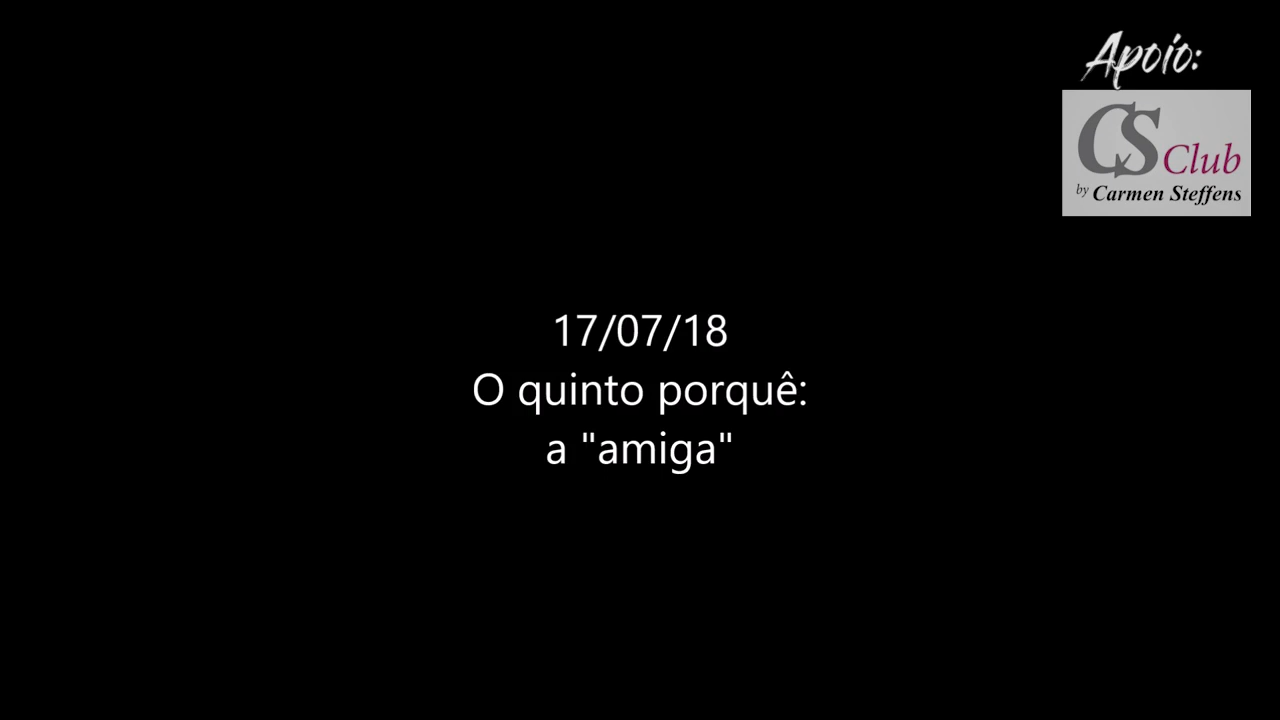 Apoio:
CS Club
by Carmen Steffens
17/07/18
O quinto porquê:
a "amiga"